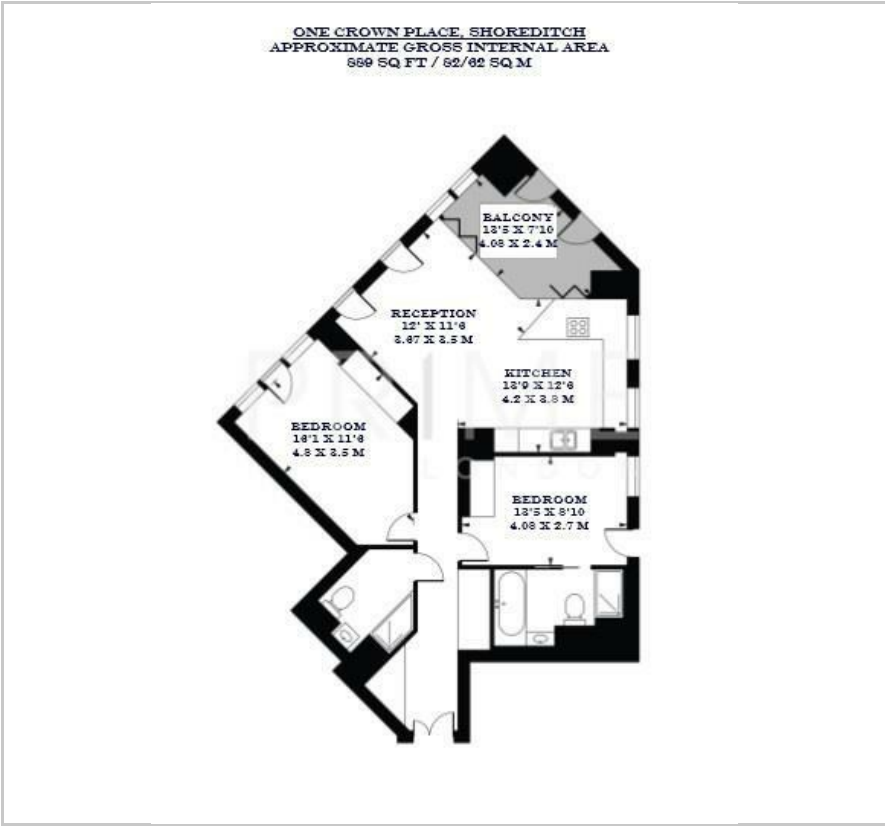 ONE CROWN PLACE, SHOREDITCH
APPROXIMATE GROSS INTERNAL AREA
889 SQ FT / 82/62 SQ M
BALCONY
13'5 X 7'10
4.08 X 2.4 M
RECEPTION
12' X 11'6
3.67 X 3.5 M
KITCHEN
13'9 X 12'6
4.2 X 3.8 M
PRIME
LONDON
BEDROOM
16'1 X 11'6
4.8 X 3.5 M
BEDROOM
13'5 X 8'10
4.08 X 2.7 M